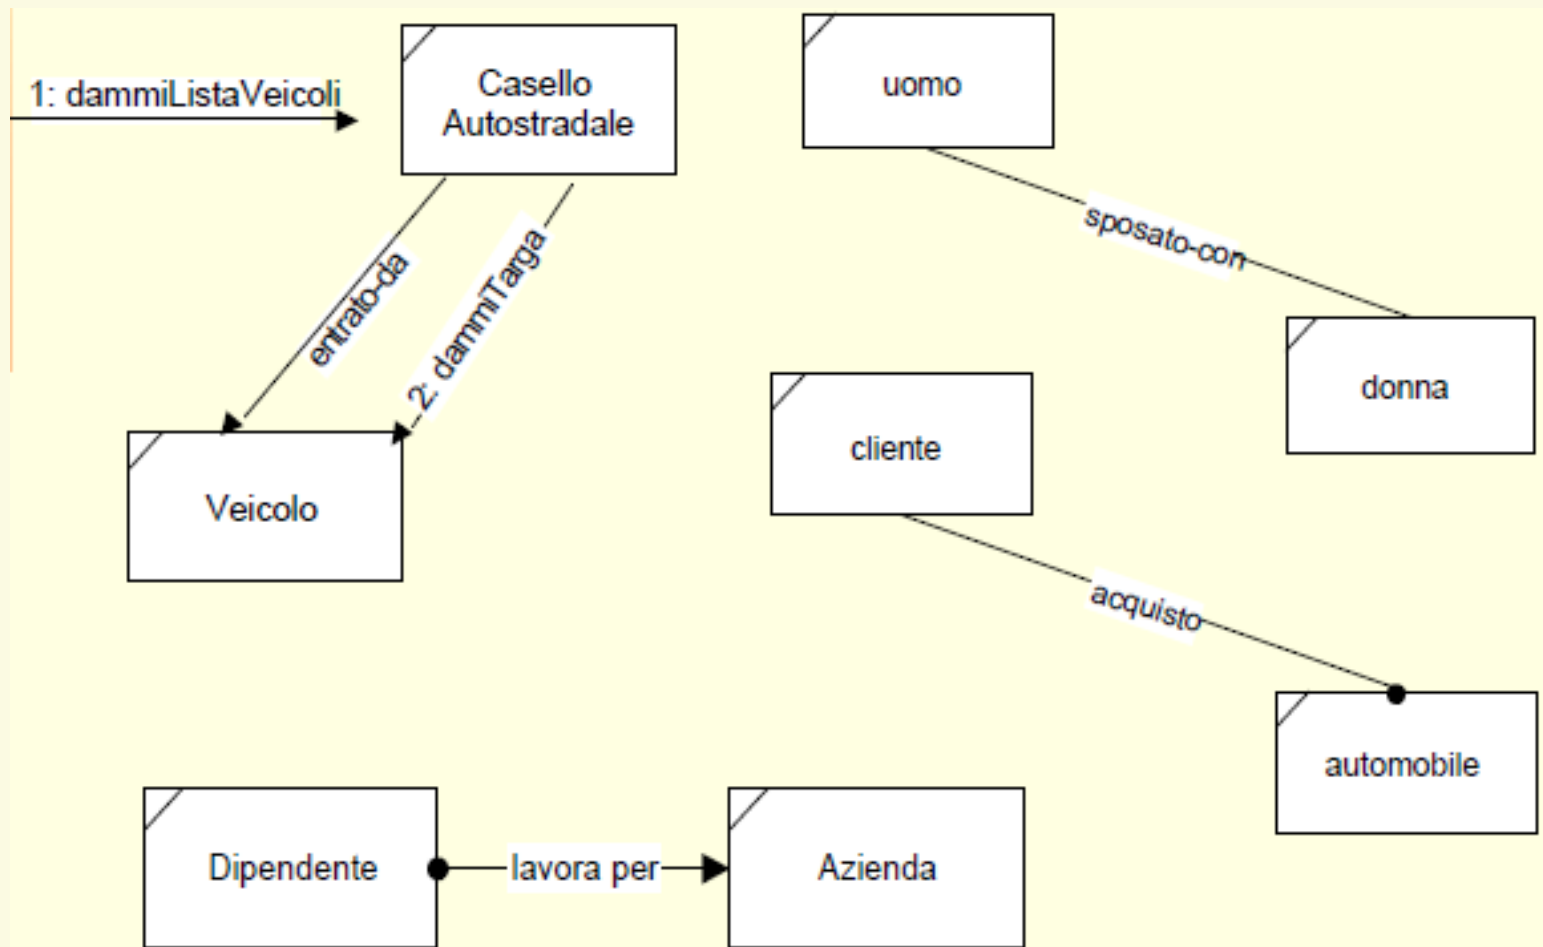 1: dammiListaVeicoli
Casello
Autostradale
entrato-da
2: dammiTarga
Veicolo
uomo
sposato-con
donna
cliente
acquisto
automobile
Dipendente
lavora per
Azienda